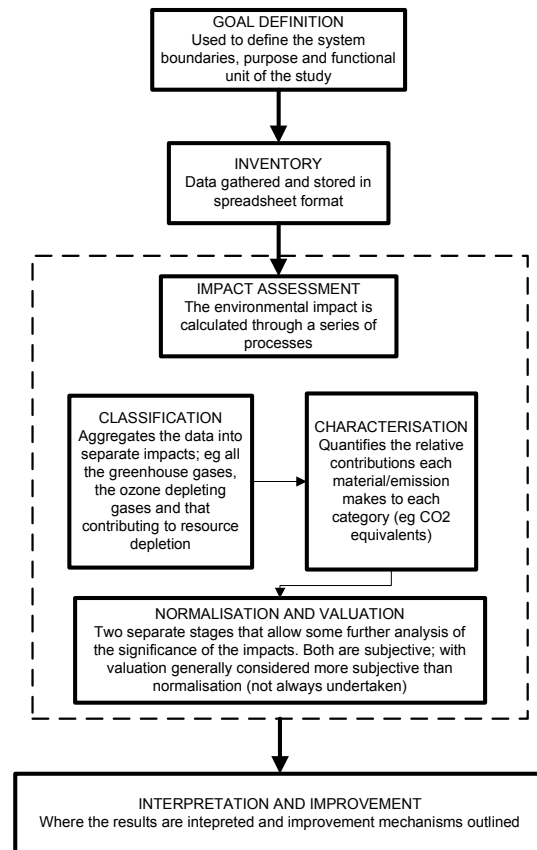 GOAL DEFINITION
Used to define the system
boundaries, purpose and functional
unit of the study
INVENTORY
Data gathered and stored in
spreadsheet format
IMPACT ASSESSMENT
The environmental impact is
calculated through a series of
processes
CLASSIFICATION
Aggregates the data into
separate impacts; eg all
the greenhouse gases,
the ozone depleting
gases and that
contributing to resource
depletion
CHARACTERISATION
Quantifies the relative
contributions each
material/emission
makes to each
category (eg CO2
equivalents)
NORMALISATION AND VALUATION
Two separate stages that allow some further analysis of
the significance of the impacts. Both are subjective; with
valuation generally considered more subjective than
normalisation (not always undertaken)
INTERPRETATION AND IMPROVEMENT
Where the results are intepreted and improvement mechanisms outlined